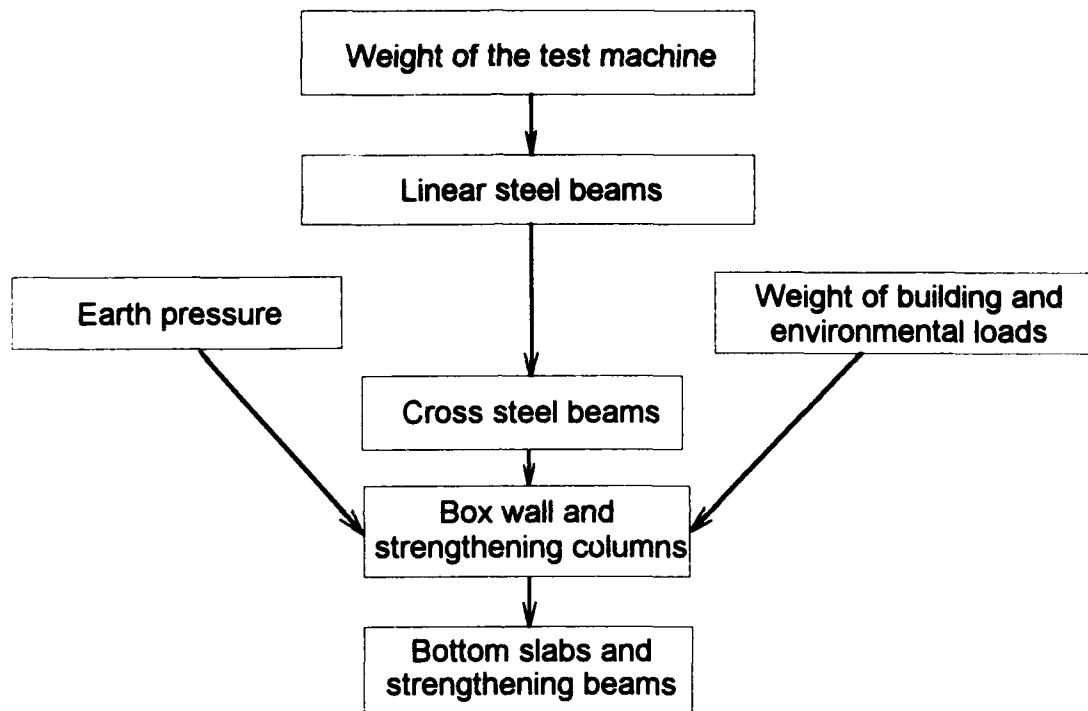 Weight of the test machine
Linear steel beams
Earth pressure
Weight of building and
environmental loads
Cross steel beams
Box wall and
strengthening columns
Bottom slabs and
strengthening beams